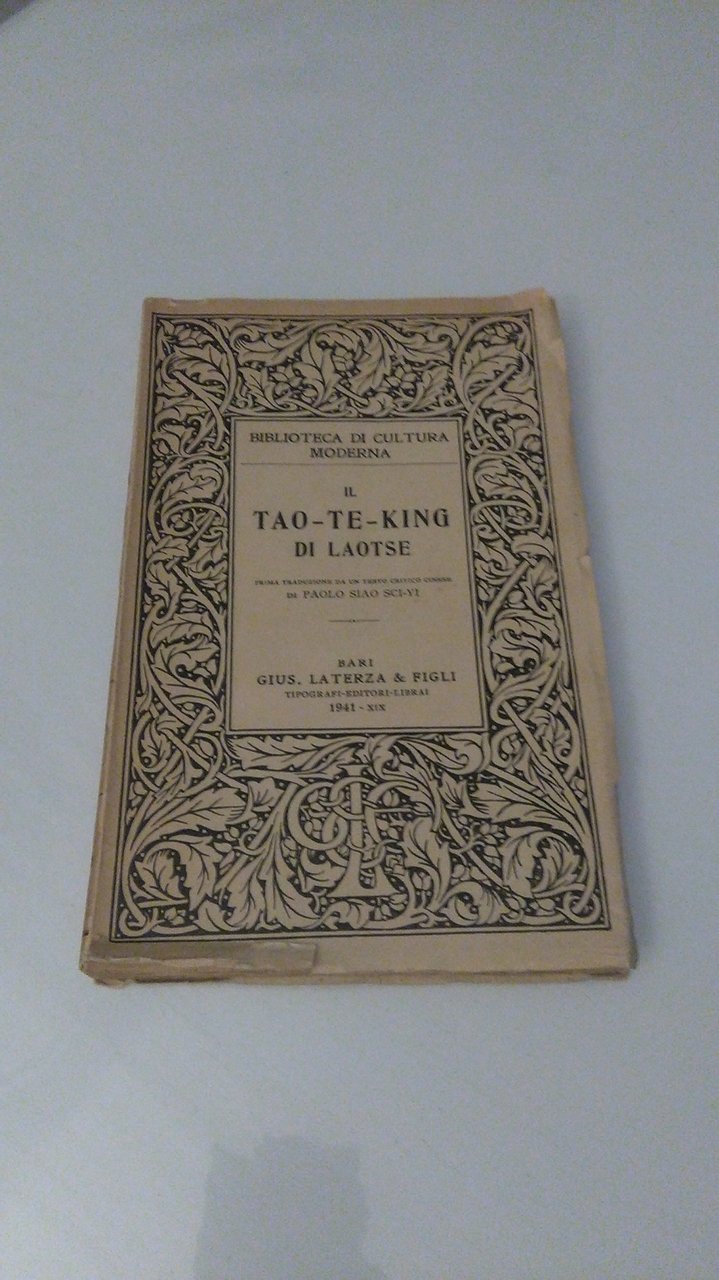 BIBLIOTECA DI CULTURA
MODERNA
IL
TAO-TE-KING
DI LAOTSE
PRIMA TRADUZIONE DA UN TESTO CRITICO CINESE
DI PAOLO SIAO SCI-YI
BARI
GIUS. LATERZA & FIGLI
TIPOGRAFI-EDITORI-LIBRAI
1941 - XIX